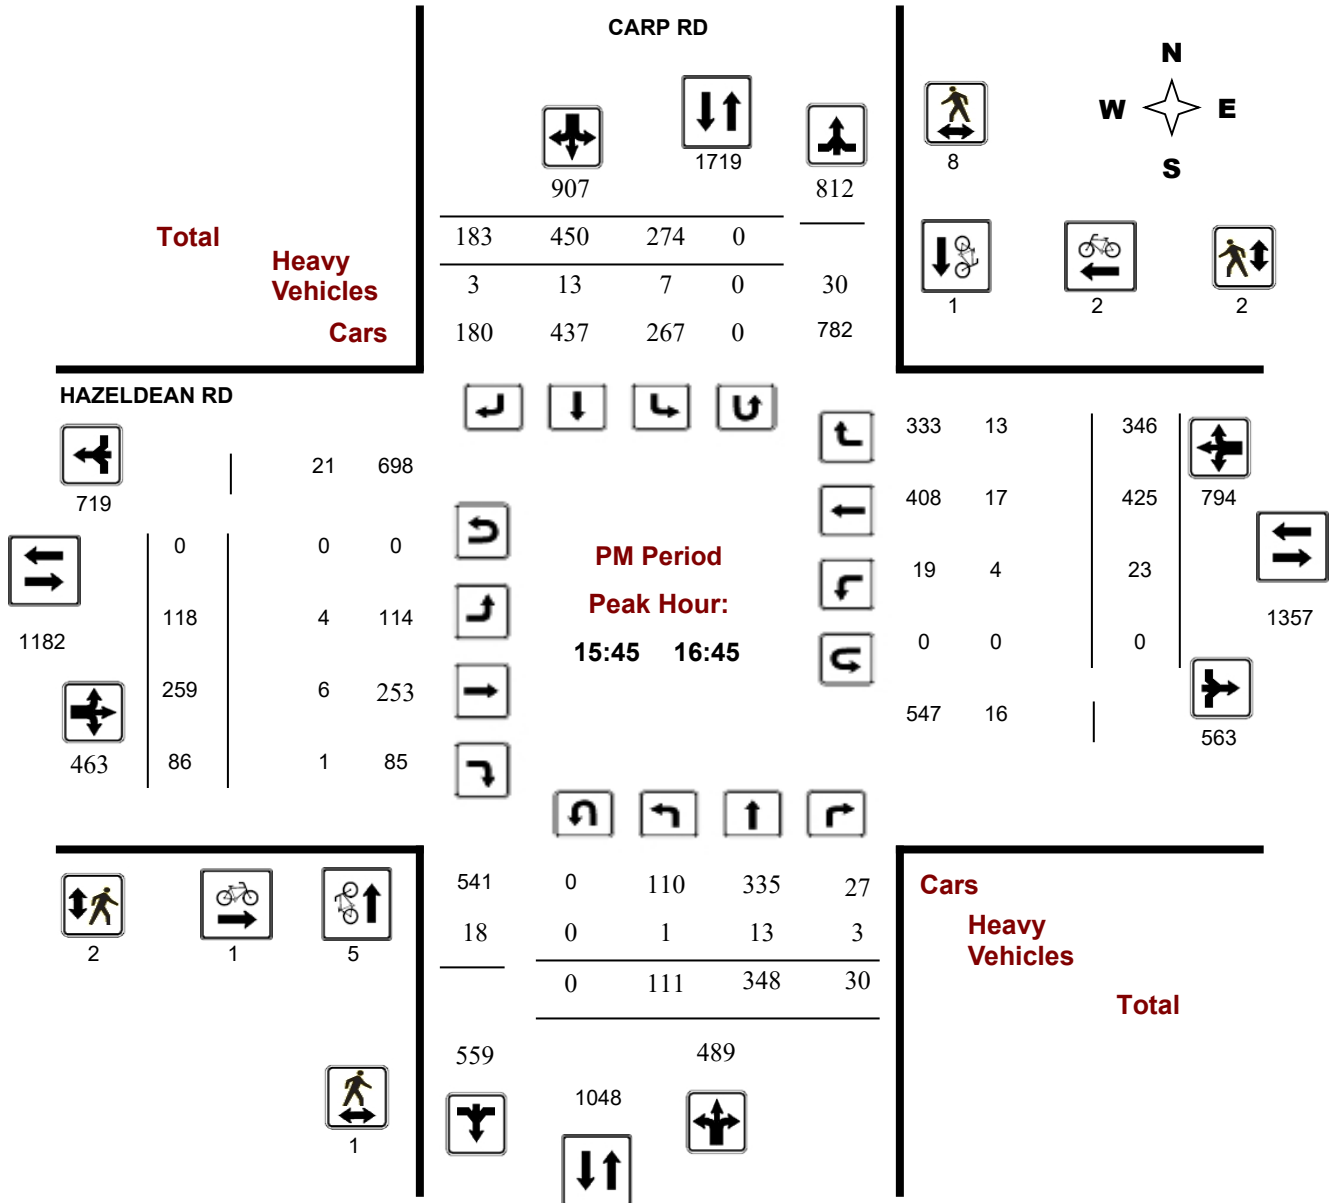 CARP RD
N
W E
S
8
1719
907
812
Total
183 450 274 0
Heavy
Vehicles
3 13 7 0 30
Cars
180 437 267 0 782
1 2 2
HAZELDEAN RD
333 13 346
21 698
719
408 17 425 794
0 0 0
PM Period
19 4 23
Peak Hour:
118 4 114
1357
1182
15:45 16:45
0 0 0
259 6 253
547 16
563
463 86 1 85
541 0 110 335 27
Cars
18 0 1 13 3
Heavy
Vehicles
2 1 5
0 111 348 30
Total
559 489
1048
1